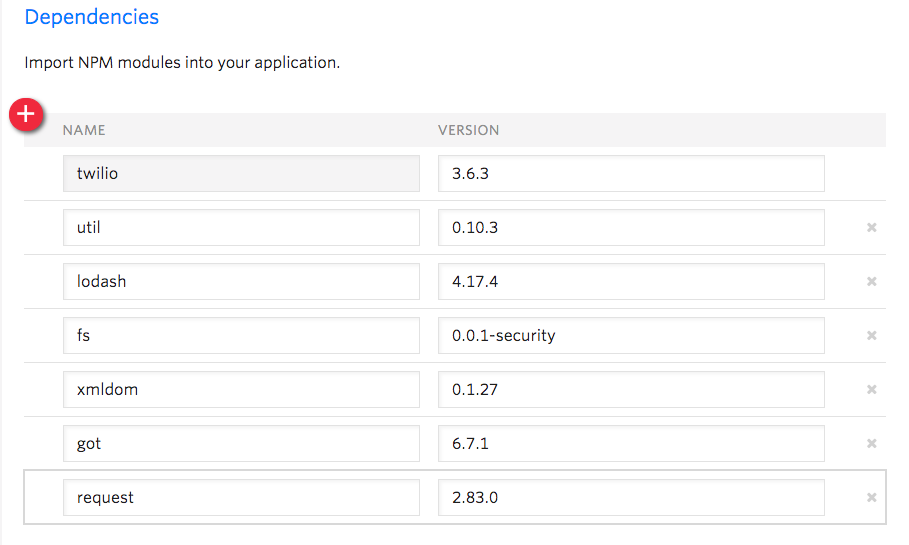 Dependencies
Import NPM modules into your application.
NAME VERSION
twilio 3.6.3
util 0.10.3
lodash 4.17.4
fs 0.0.1-security
xmldom 0.1.27
got 6.7.1
request 2.83.0